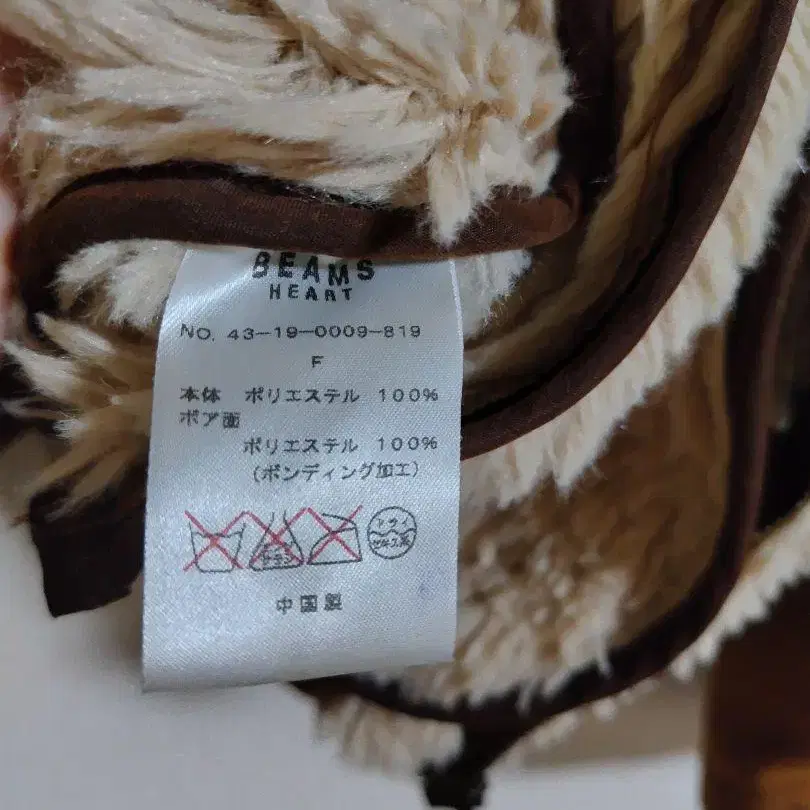 BEAMS
HEART
NO. 43-19-0009-819
F
本体 ポリエステル 100%
ボア面
ポリエステル 100%
(ボンディング加工)
中国製